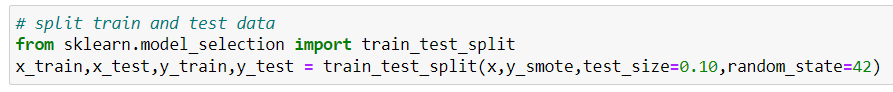 # split train and test data
from sklearn.model_selection import train_test_split
x_train,x_test,y_train,y_test = train_test_split(x,y_smote,test_size=0.10,random_state=42)